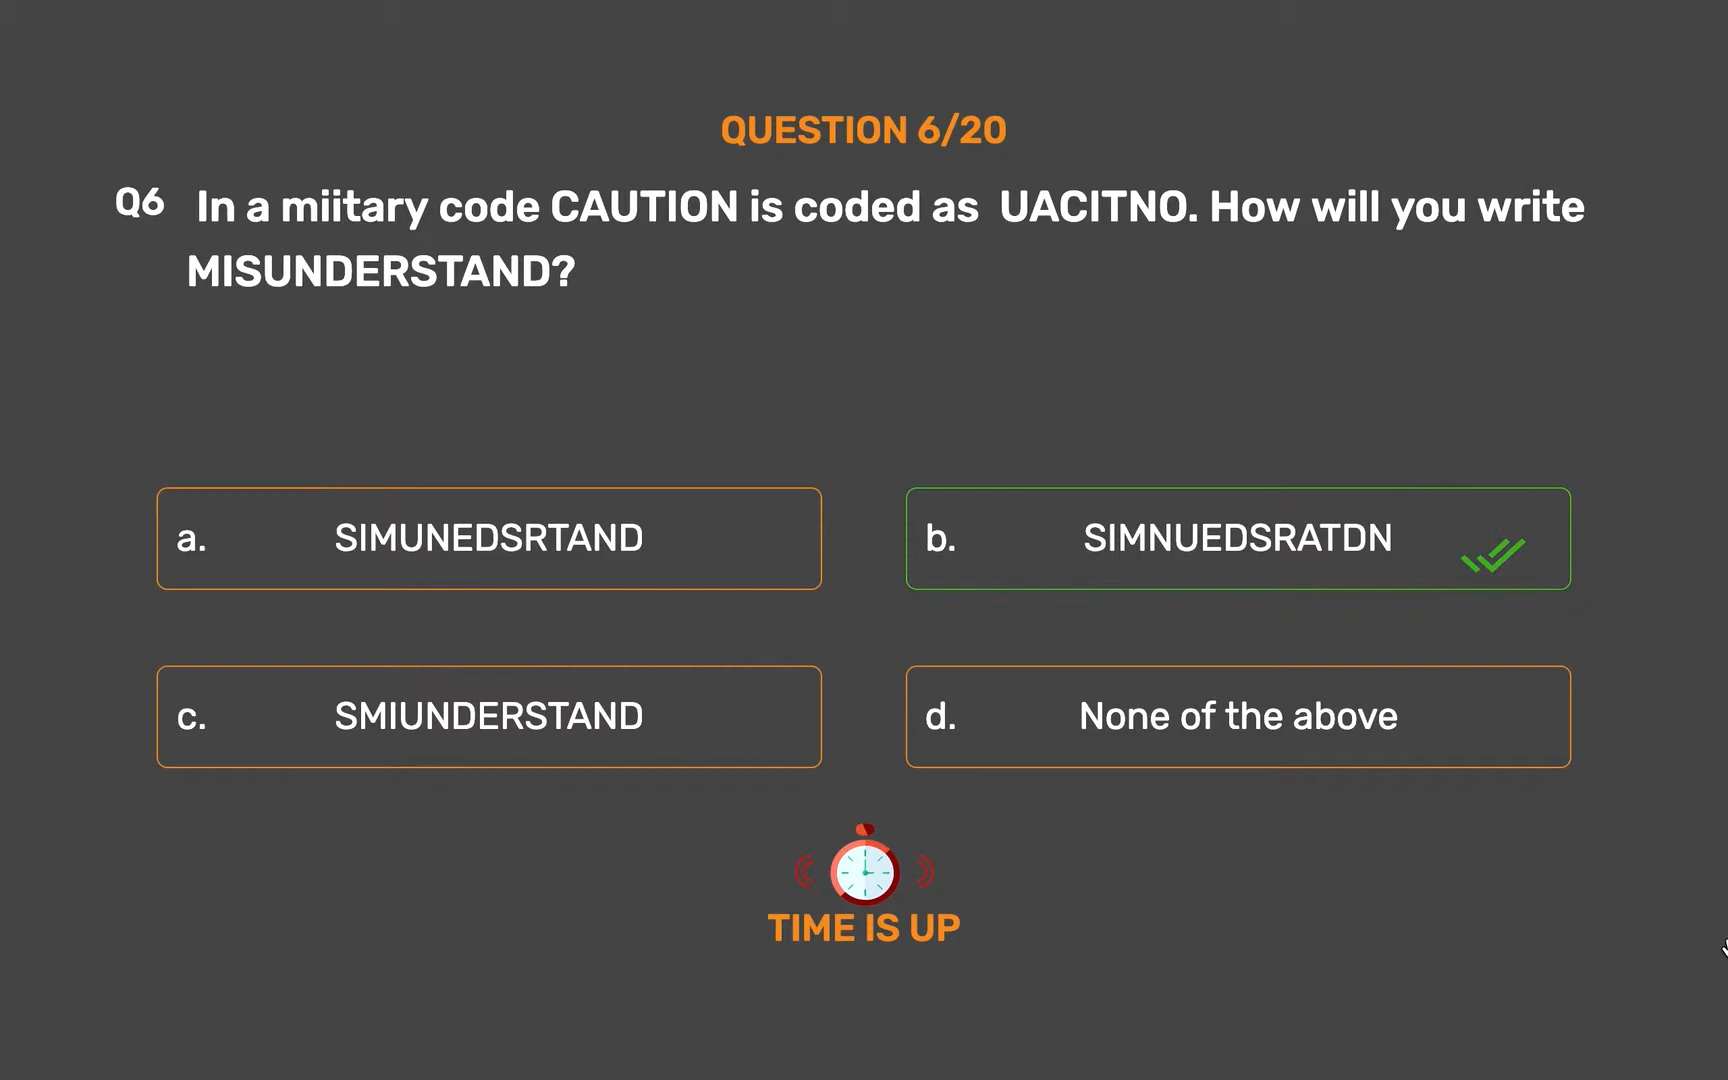 QUESTION 6/20
Q6 In a miitary code CAUTION is coded as UACITNO. How will you write
MISUNDERSTAND?
a. SIMUNEDSRTAND
b. SIMNUEDSRATDN
c. SMIUNDERSTAND
d. None of the above
TIME IS UP